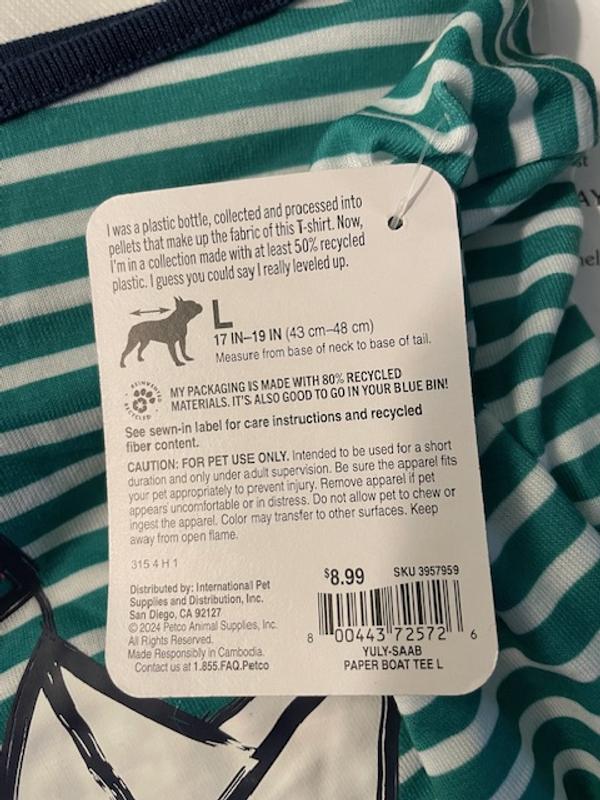 I was a plastic bottle, collected and processed into
pellets that make up the fabric of this T-shirt. Now,
I'm in a collection made with at least 50% recycled
plastic. I guess you could say I really leveled up.
L
17 IN–19 IN (43 cm–48 cm)
Measure from base of neck to base of tail.
REINVENTED
RECYCLED
MY PACKAGING IS MADE WITH 80% RECYCLED
MATERIALS. IT'S ALSO GOOD TO GO IN YOUR BLUE BIN!
See sewn-in label for care instructions and recycled
fiber content.
CAUTION: FOR PET USE ONLY. Intended to be used for a short
duration and only under adult supervision. Be sure the apparel fits
your pet appropriately to prevent injury. Remove apparel if pet
appears uncomfortable or in distress. Do not allow pet to chew or
ingest the apparel. Color may transfer to other surfaces. Keep
away from open flame.
315 4 H 1
Distributed by: International Pet
Supplies and Distribution, Inc.
San Diego, CA 92127
© 2024 Petco Animal Supplies, Inc.
All Rights Reserved.
Made Responsibly in Cambodia.
Contact us at 1.855.FAQ.Petco
$8.99 SKU 3957959
8 00443 72572 6
YULY-SAAB
PAPER BOAT TEE L